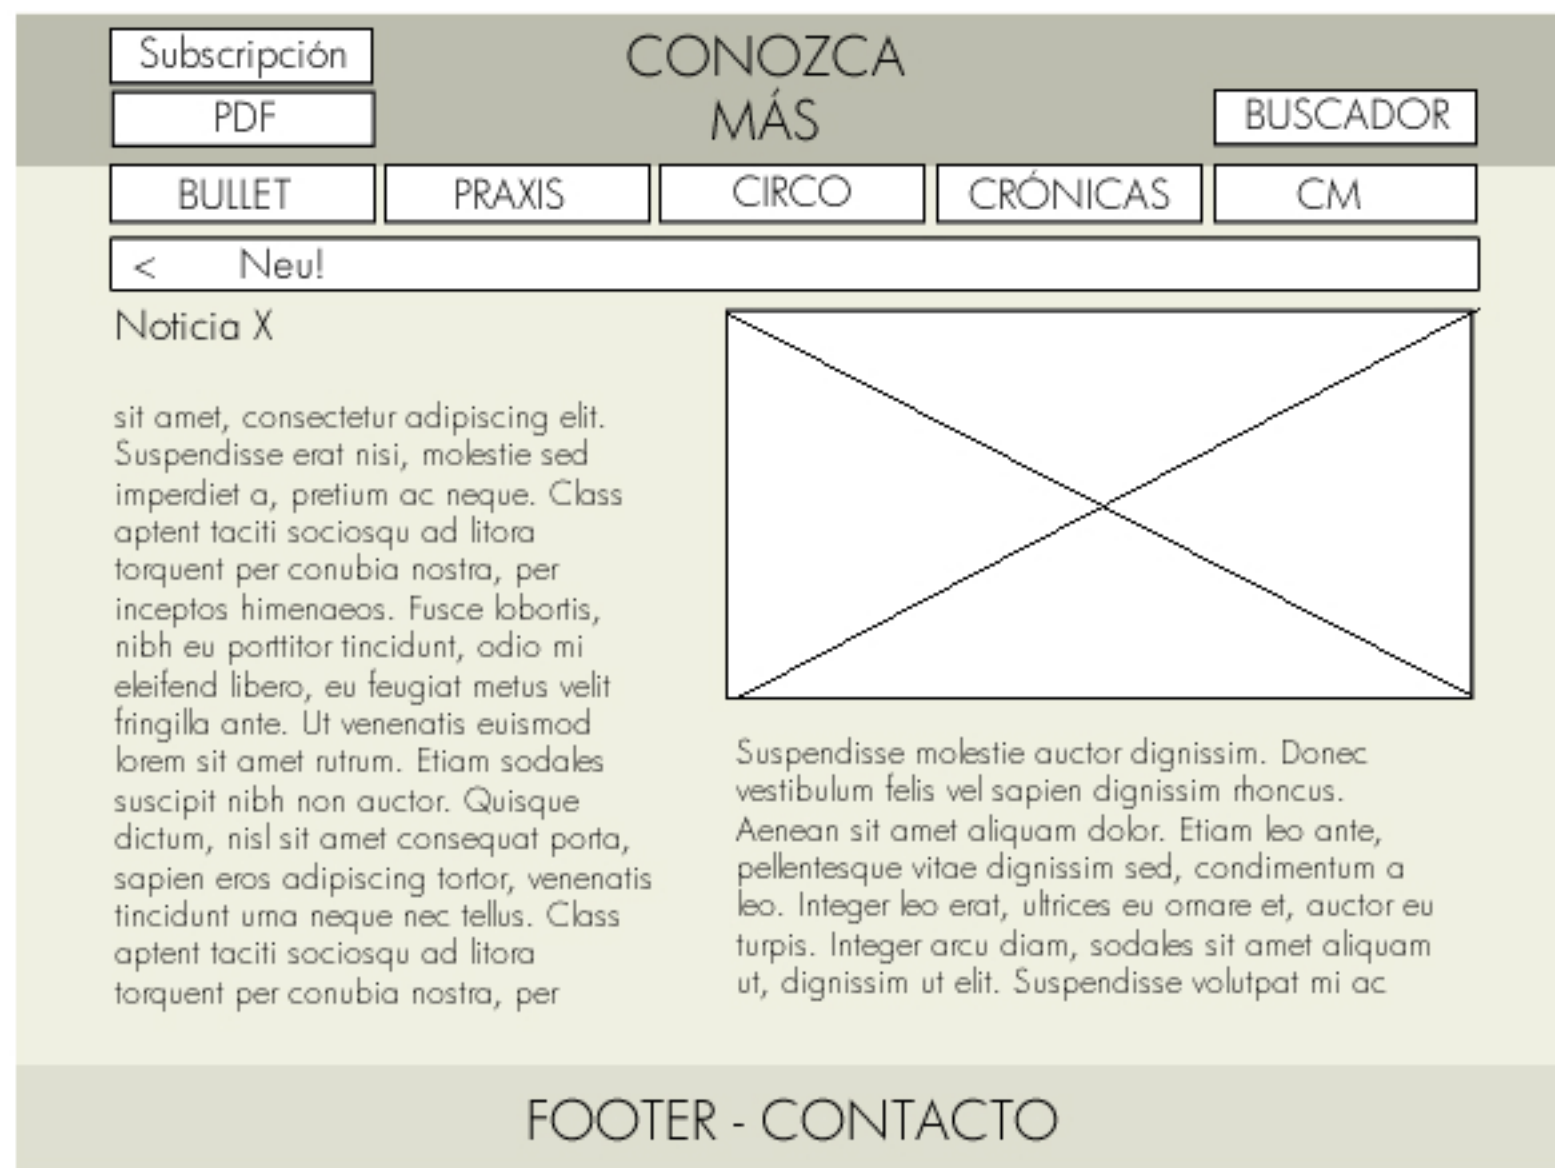 Subscripción
PDF
CONOZCA
MÁS
BUSCADOR
BULLET
PRAXIS
CIRCO
CRÓNICAS
CM
< Neu!
Noticia X
sit amet, consectetur adipiscing elit.
Suspendisse erat nisi, molestie sed
imperdiet a, pretium ac neque. Class
aptent taciti sociosqu ad litora
torquent per conubia nostra, per
inceptos himenaeos. Fusce lobortis,
nibh eu porttitor tincidunt, odio mi
eleifend libero, eu feugiat metus velit
fringilla ante. Ut venenatis euismod
lorem sit amet rutrum. Etiam sodales
suscipit nibh non auctor. Quisque
dictum, nisl sit amet consequat porta,
sapien eros adipiscing tortor, venenatis
tincidunt urna neque nec tellus. Class
aptent taciti sociosqu ad litora
torquent per conubia nostra, per
Suspendisse molestie auctor dignissim. Donec
vestibulum felis vel sapien dignissim rhoncus.
Aenean sit amet aliquam dolor. Etiam leo ante,
pellentesque vitae dignissim sed, condimentum a
leo. Integer leo erat, ultrices eu ornare et, auctor eu
turpis. Integer arcu diam, sodales sit amet aliquam
ut, dignissim ut elit. Suspendisse volutpat mi ac
FOOTER - CONTACTO